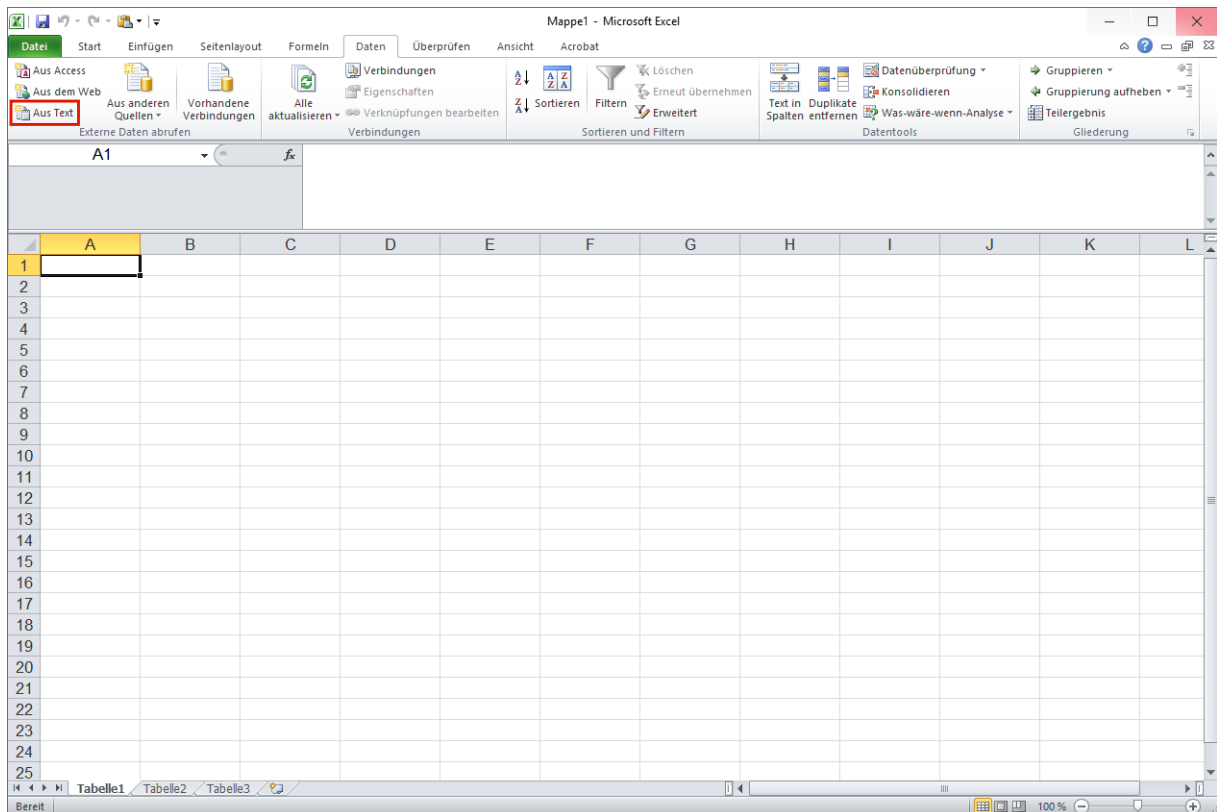 Mappe1 - Microsoft Excel
Datei Start Einfügen Seitenlayout Formeln Daten Überprüfen Ansicht Acrobat
Aus Access
Aus dem Web
Aus Text
Aus anderen
Quellen
Vorhandene
Verbindungen
Externe Daten abrufen
Alle
aktualisieren
Verbindungen
Eigenschaften
Verknüpfungen bearbeiten
Verbindungen
Sortieren
Filtern
Löschen
Erneut übernehmen
Erweitert
Sortieren und Filtern
Text in
Spalten
Duplikate
entfernen
Datenüberprüfung
Konsolidieren
Was-wäre-wenn-Analyse
Datentools
Gruppieren
Gruppierung aufheben
Teilergebnis
Gliederung
A1 fx
A B C D E F G H I J K L
1
2
3
4
5
6
7
8
9
10
11
12
13
14
15
16
17
18
19
20
21
22
23
24
25
Tabelle1 Tabelle2 Tabelle3
Bereit 100 %